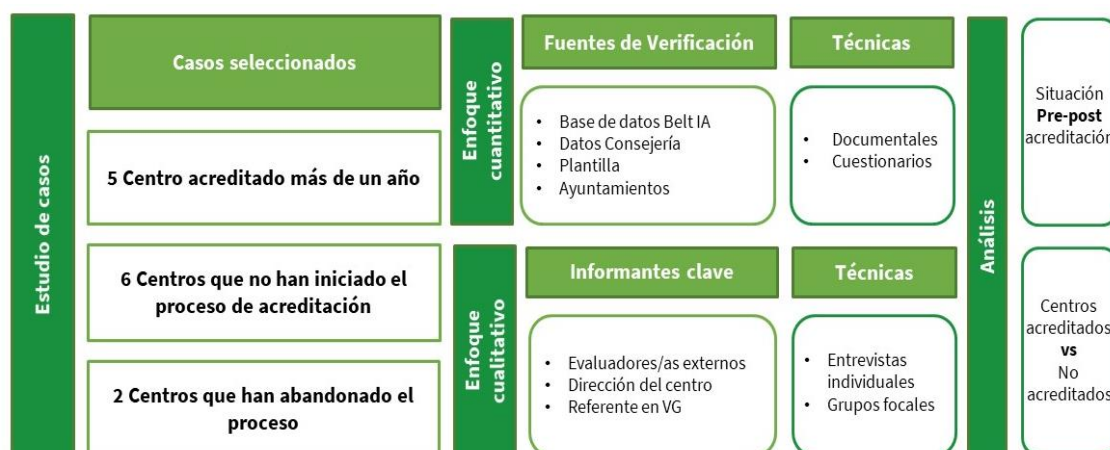 Estudio de casos
Casos seleccionados
5 Centro acreditado más de un año
6 Centros que no han iniciado el
proceso de acreditación
2 Centros que han abandonado el
proceso
Enfoque
cuantitativo
Fuentes de Verificación
• Base de datos Belt IA
• Datos Consejería
• Plantilla
• Ayuntamientos
Técnicas
• Documentales
• Cuestionarios
Enfoque
cualitativo
Informantes clave
• Evaluadores/as externos
• Dirección del centro
• Referente en VG
Técnicas
• Entrevistas
individuales
• Grupos focales
Análisis
Situación
Pre-post
acreditación
Centros
acreditados
vs
No
acreditados